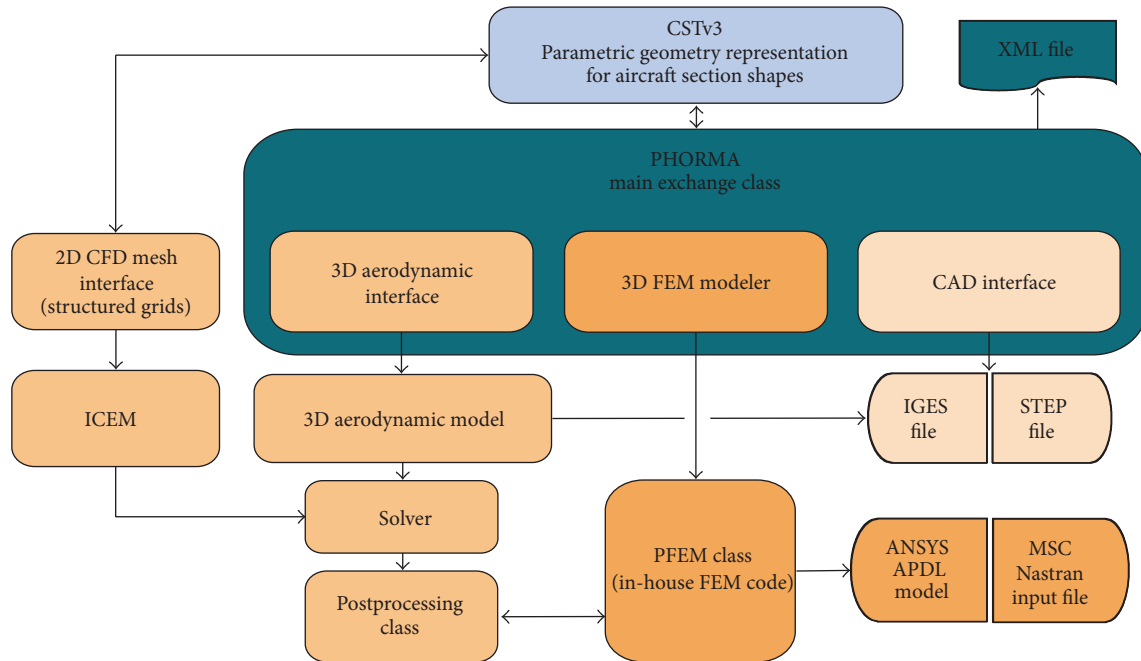 CSTv3
Parametric geometry representation
for aircraft section shapes
XML file
PHORMA
main exchange class
2D CFD mesh
interface
(structured grids)
3D aerodynamic
interface
3D FEM modeler
CAD interface
ICEM
3D aerodynamic model
IGES
file
STEP
file
Solver
PFEM class
(in-house FEM code)
ANSYS
APDL
model
MSC
Nastran
input file
Postprocessing
class